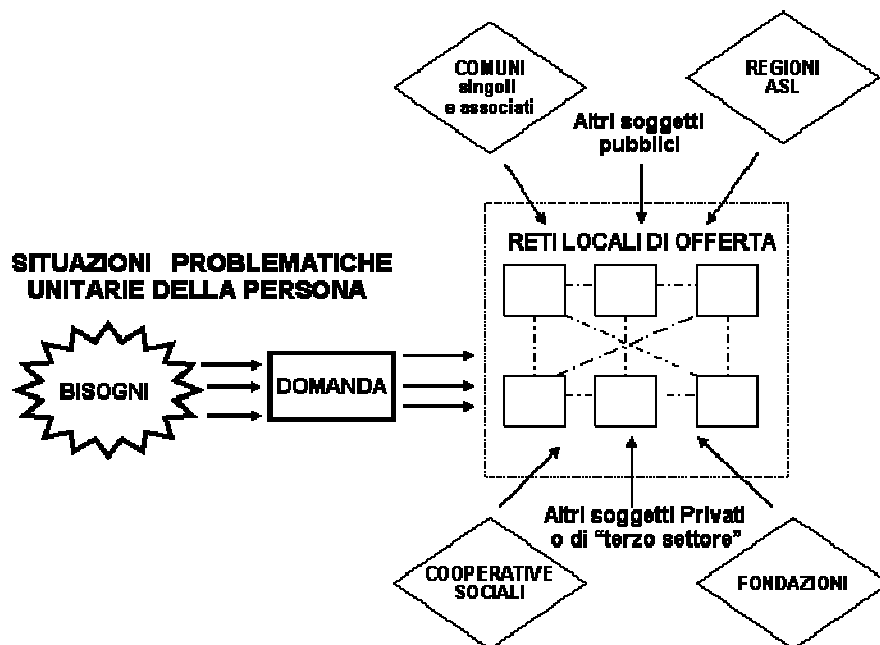 COMUNI
singoli
e associati
REGIONI
ASL
Altri soggetti
pubblici
RETI LOCALI DI OFFERTA
SITUAZIONI PROBLEMATICHE
UNITARIE DELLA PERSONA
BISOGNI
DOMANDA
Altri soggetti Privati
o di “terzo settore”
COOPERATIVE
SOCIALI
FONDAZIONI